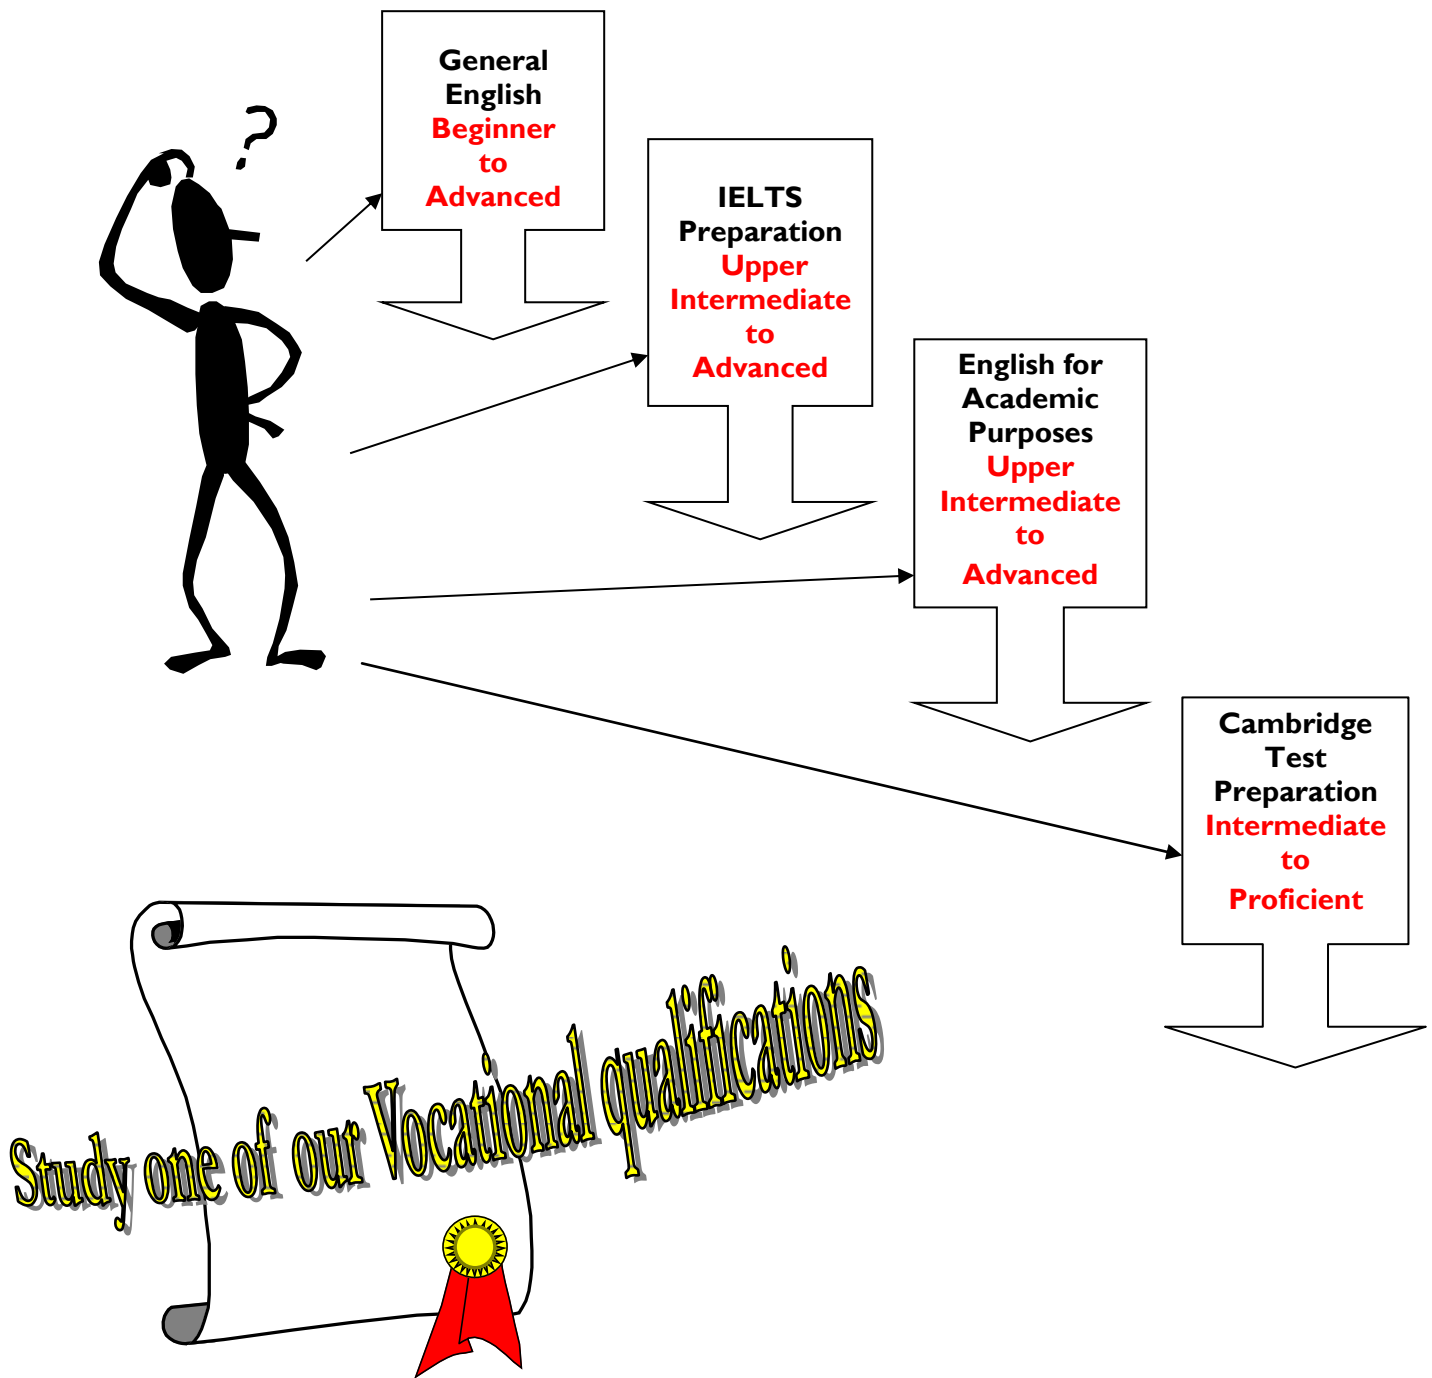 ?
General
English
Beginner
to
Advanced
IELTS
Preparation
Upper
Intermediate
to
Advanced
English for
Academic
Purposes
Upper
Intermediate
to
Advanced
Cambridge
Test
Preparation
Intermediate
to
Proficient
Study one of our Vocational qualifications